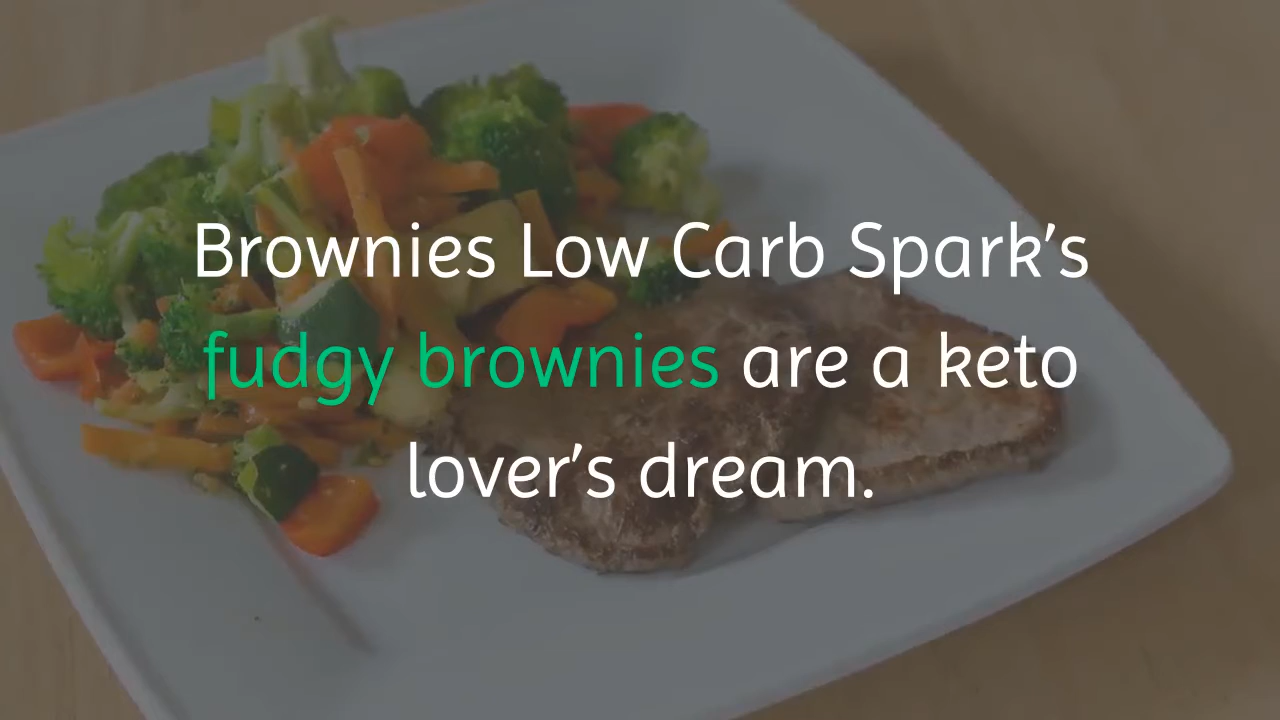 Brownies Low Carb Spark’s
fudgy brownies are a keto
lover’s dream.